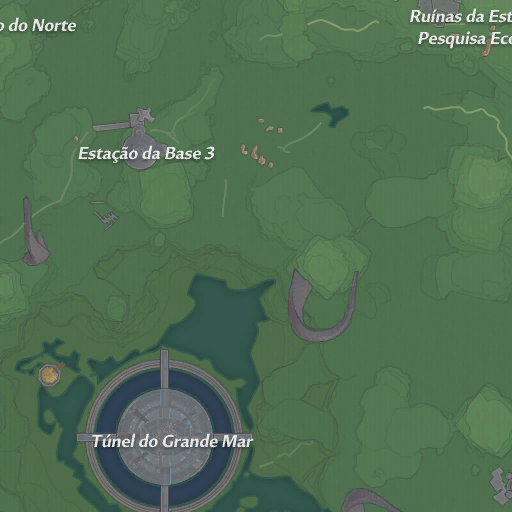 o do Norte
Ruínas da Est
Pesquisa Eco
Estação da Base 3
Túnel do Grande Mar